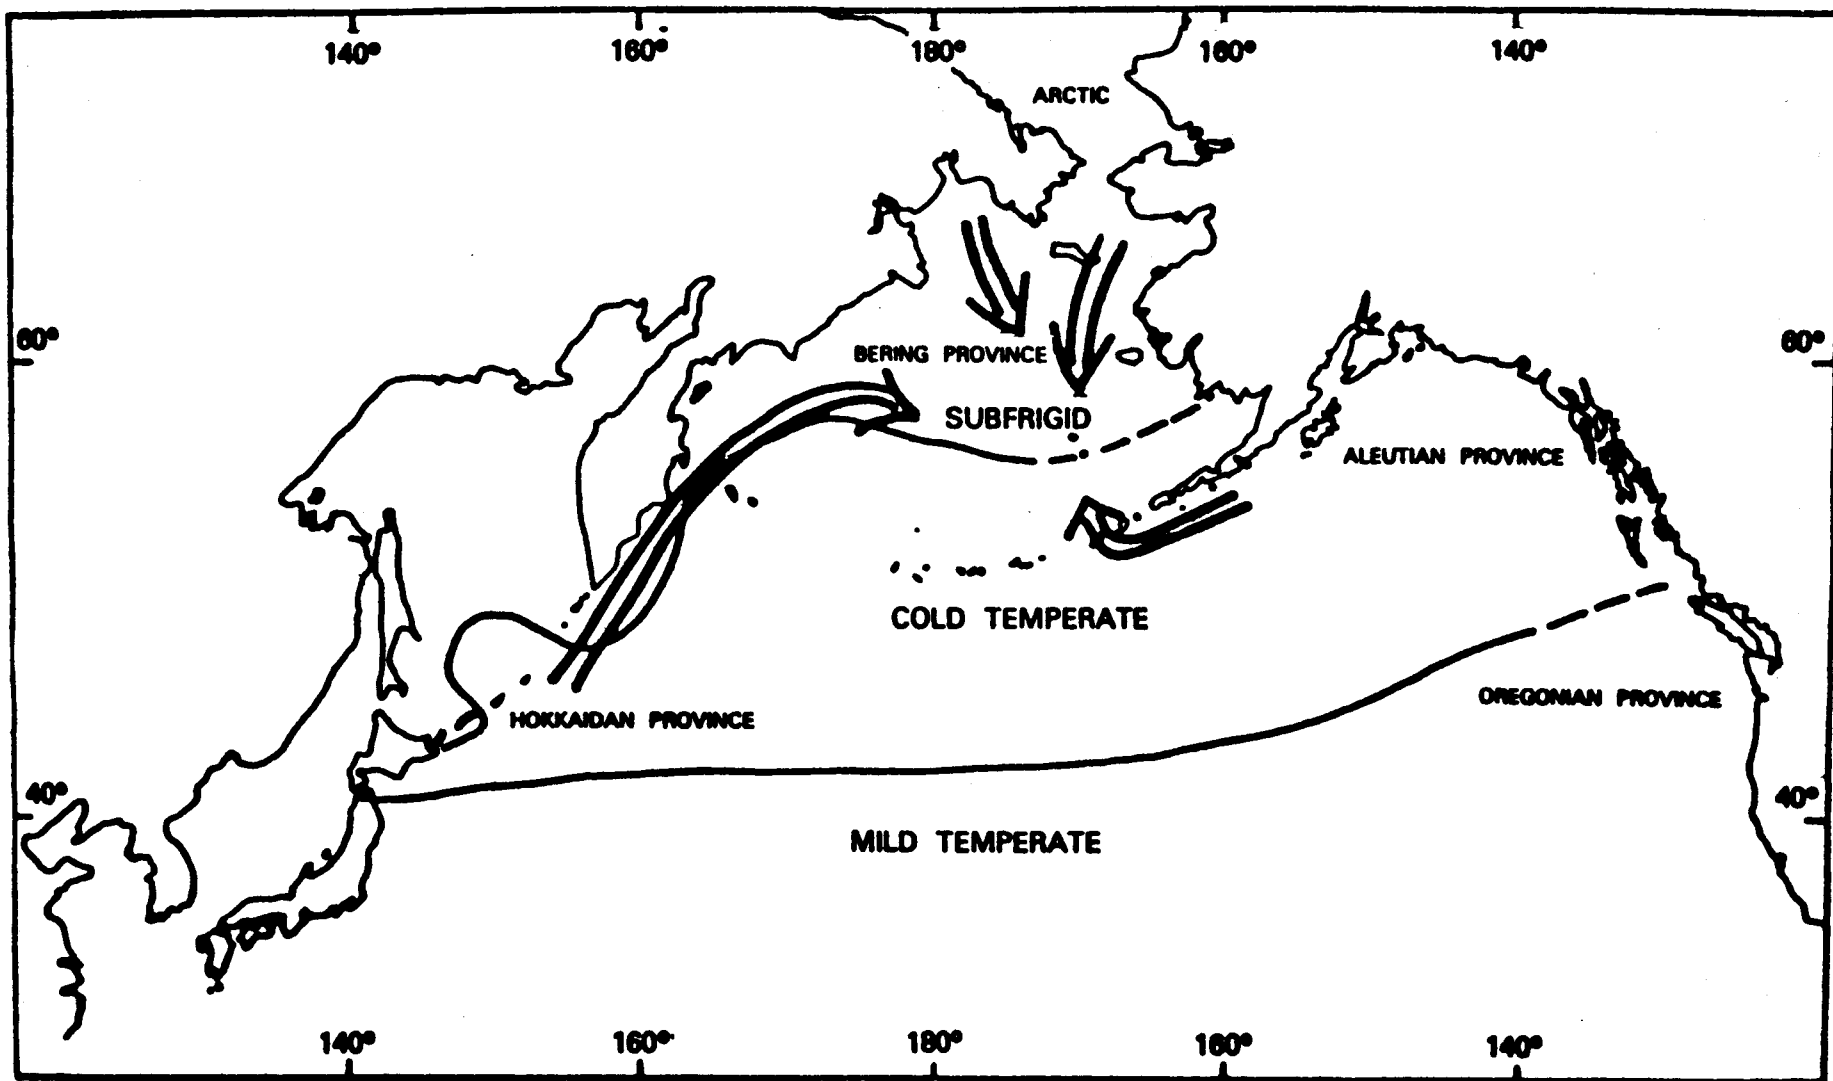 140° 160° 180° 160° 140°
ARCTIC
60° 60°
BERING PROVINCE
SUBFRIGID
ALEUTIAN PROVINCE
COLD TEMPERATE
OREGONIAN PROVINCE
HOKKAIDAN PROVINCE
40° 40°
MILD TEMPERATE
140° 160° 180° 160° 140°